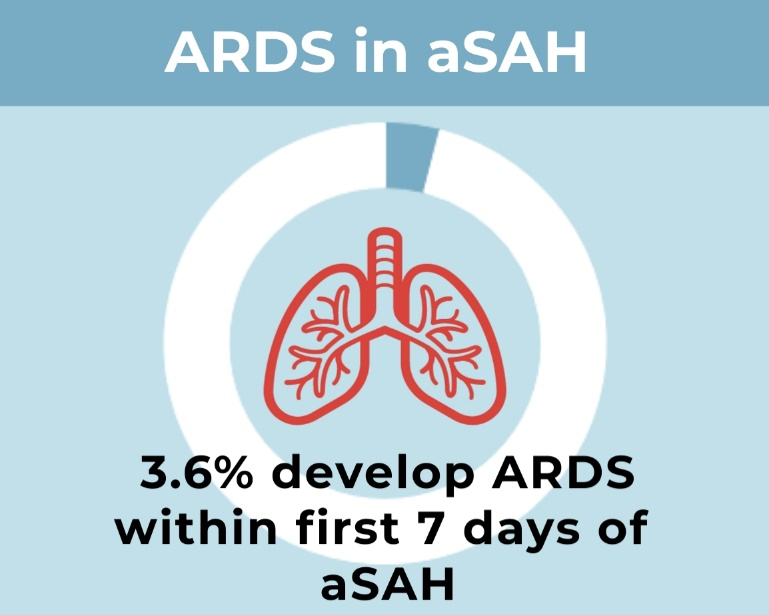 ARDS in aSAH
3.6% develop ARDS
within first 7 days of
aSAH